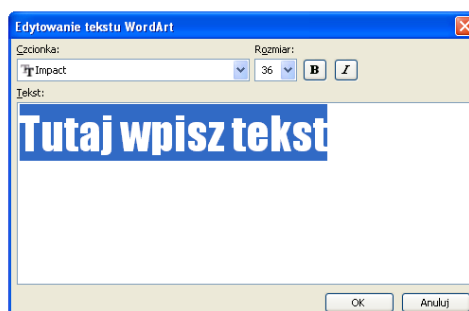 Edytowanie tekstu WordArt
Czcionka: Rozmiar:
Impact 36 B I
Tekst:
Tutaj wpisz tekst
OK Anuluj